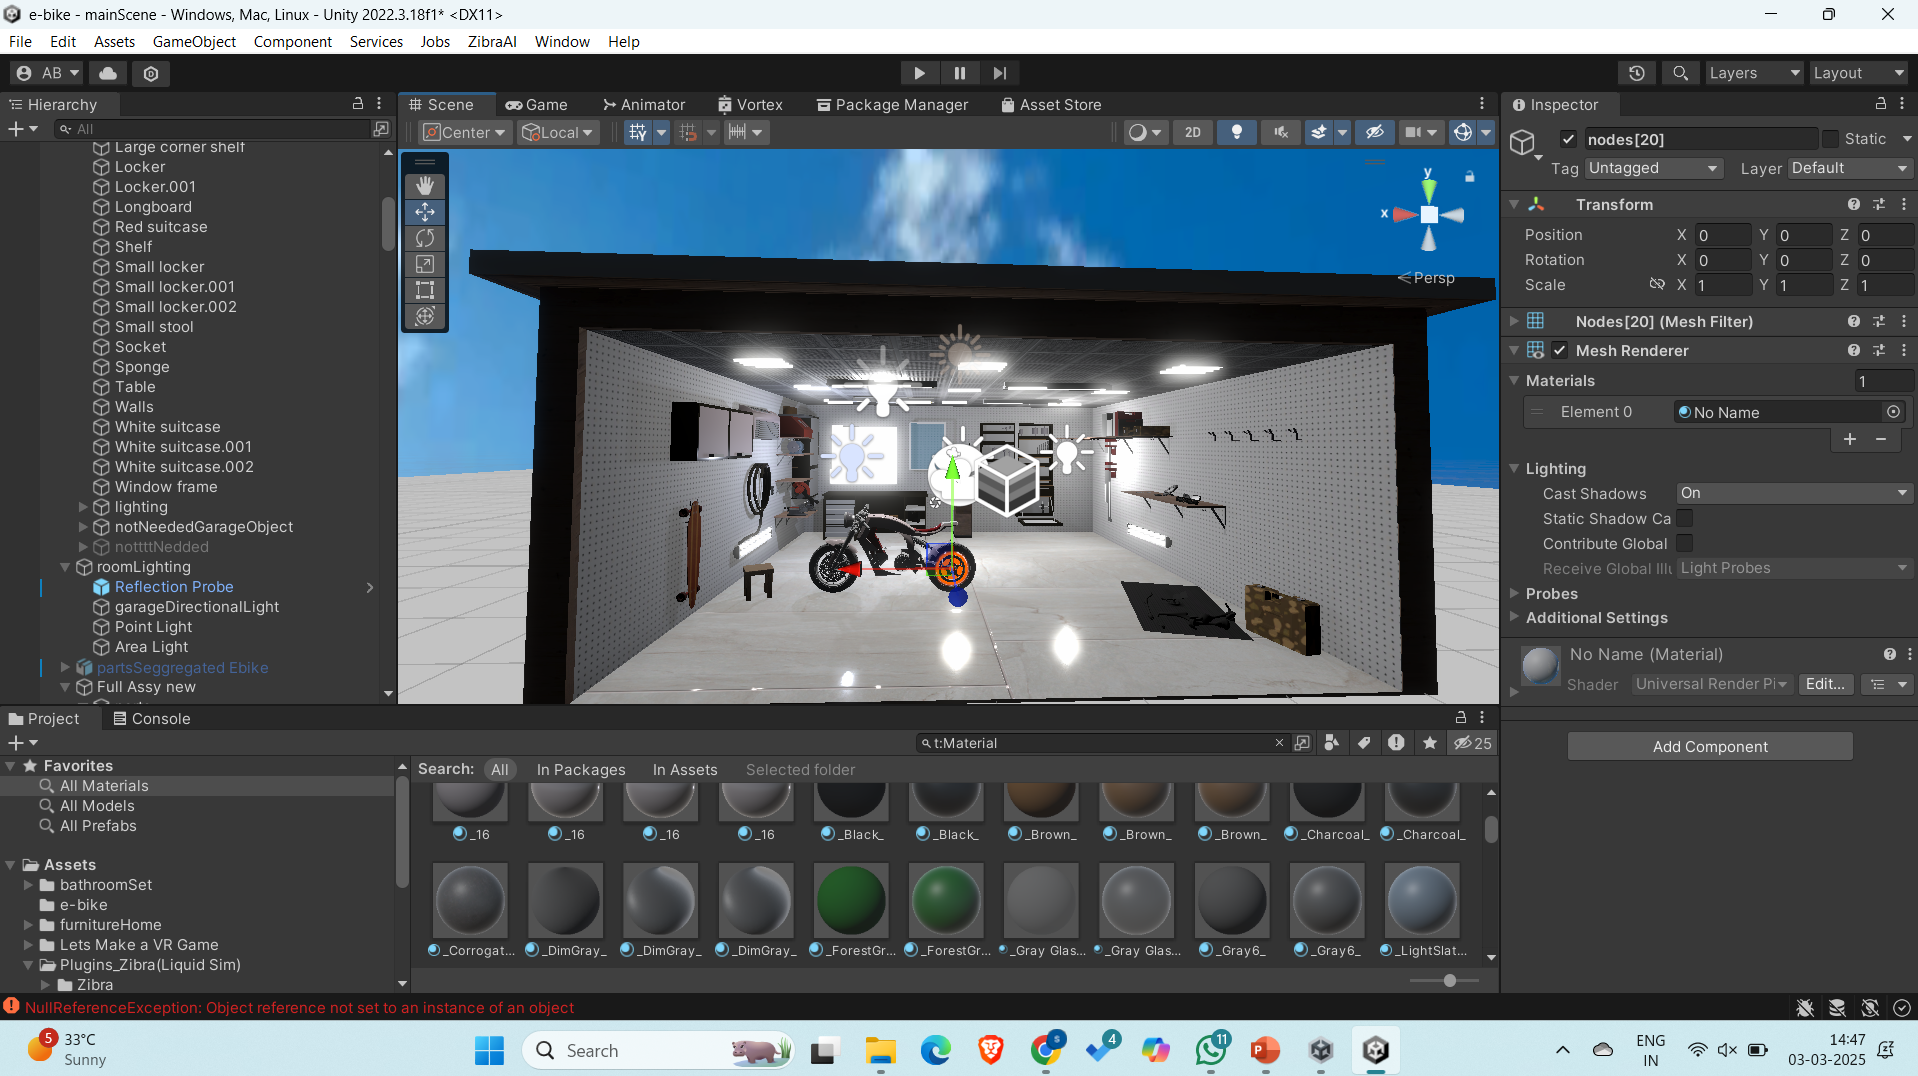 e-bike - mainScene - Windows, Mac, Linux - Unity 2022.3.18f1* <DX11>
File Edit Assets GameObject Component Services Jobs ZibraAI Window Help
AB Layers Layout
Hierarchy
All
Large corner shelf
Locker
Locker.001
Longboard
Red suitcase
Shelf
Small locker
Small locker.001
Small locker.002
Small stool
Socket
Sponge
Table
Walls
White suitcase
White suitcase.001
White suitcase.002
Window frame
lighting
notNeededGarageObject
nottttNedded
roomLighting
Reflection Probe
garageDirectionalLight
Point Light
Area Light
partsSeggregated Ebike
Full Assy new
Scene Game Animator Vortex Package Manager Asset Store
Center Local 2D
y
x
Persp
Inspector
nodes[20] Static
Tag Untagged Layer Default
Transform
Position X 0 Y 0 Z 0
Rotation X 0 Y 0 Z 0
Scale X 1 Y 1 Z 1
Nodes[20] (Mesh Filter)
Mesh Renderer
Materials 1
Element 0 No Name
Lighting
Cast Shadows On
Static Shadow Ca
Contribute Global
Receive Global Illu Light Probes
Probes
Additional Settings
No Name (Material)
Shader Universal Render Pi Edit...
Add Component
Project Console
t:Material 25
Favorites
All Materials
All Models
All Prefabs
Assets
bathroomSet
e-bike
furnitureHome
Lets Make a VR Game
Plugins_Zibra(Liquid Sim)
Zibra
Search: All In Packages In Assets Selected folder
_16 _16 _16 _16 _Black_ _Black_ _Brown_ _Brown_ _Brown_ _Charcoal_ _Charcoal_
_Corrogat... _DimGray_ _DimGray_ _DimGray_ _ForestGr... _ForestGr... _Gray Glas... _Gray Glas... _Gray6_ _Gray6_ _LightSlat...
NullReferenceException: Object reference not set to an instance of an object
5 33°C
Sunny
Search
s 4 11
ENG
IN
14:47
03-03-2025